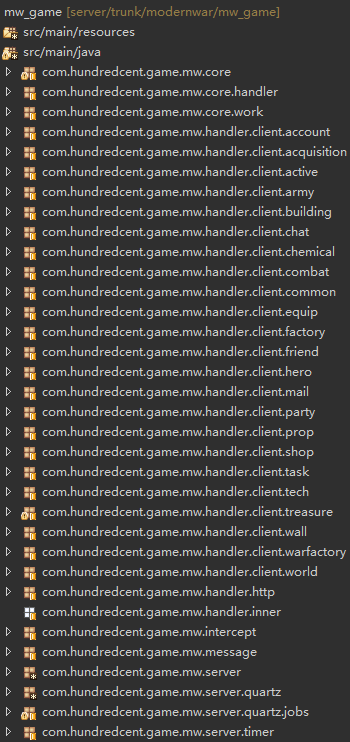 mw_game [server/trunk/modernwar/mw_game]
src/main/resources
src/main/java
com.hundredcent.game.mw.core
com.hundredcent.game.mw.core.handler
com.hundredcent.game.mw.core.work
com.hundredcent.game.mw.handler.client.account
com.hundredcent.game.mw.handler.client.acquisition
com.hundredcent.game.mw.handler.client.active
com.hundredcent.game.mw.handler.client.army
com.hundredcent.game.mw.handler.client.building
com.hundredcent.game.mw.handler.client.chat
com.hundredcent.game.mw.handler.client.chemical
com.hundredcent.game.mw.handler.client.combat
com.hundredcent.game.mw.handler.client.common
com.hundredcent.game.mw.handler.client.equip
com.hundredcent.game.mw.handler.client.factory
com.hundredcent.game.mw.handler.client.friend
com.hundredcent.game.mw.handler.client.hero
com.hundredcent.game.mw.handler.client.mail
com.hundredcent.game.mw.handler.client.party
com.hundredcent.game.mw.handler.client.prop
com.hundredcent.game.mw.handler.client.shop
com.hundredcent.game.mw.handler.client.task
com.hundredcent.game.mw.handler.client.tech
com.hundredcent.game.mw.handler.client.treasure
com.hundredcent.game.mw.handler.client.wall
com.hundredcent.game.mw.handler.client.warfactory
com.hundredcent.game.mw.handler.client.world
com.hundredcent.game.mw.handler.http
com.hundredcent.game.mw.handler.inner
com.hundredcent.game.mw.intercept
com.hundredcent.game.mw.message
com.hundredcent.game.mw.server
com.hundredcent.game.mw.server.quartz
com.hundredcent.game.mw.server.quartz.jobs
com.hundredcent.game.mw.server.timer